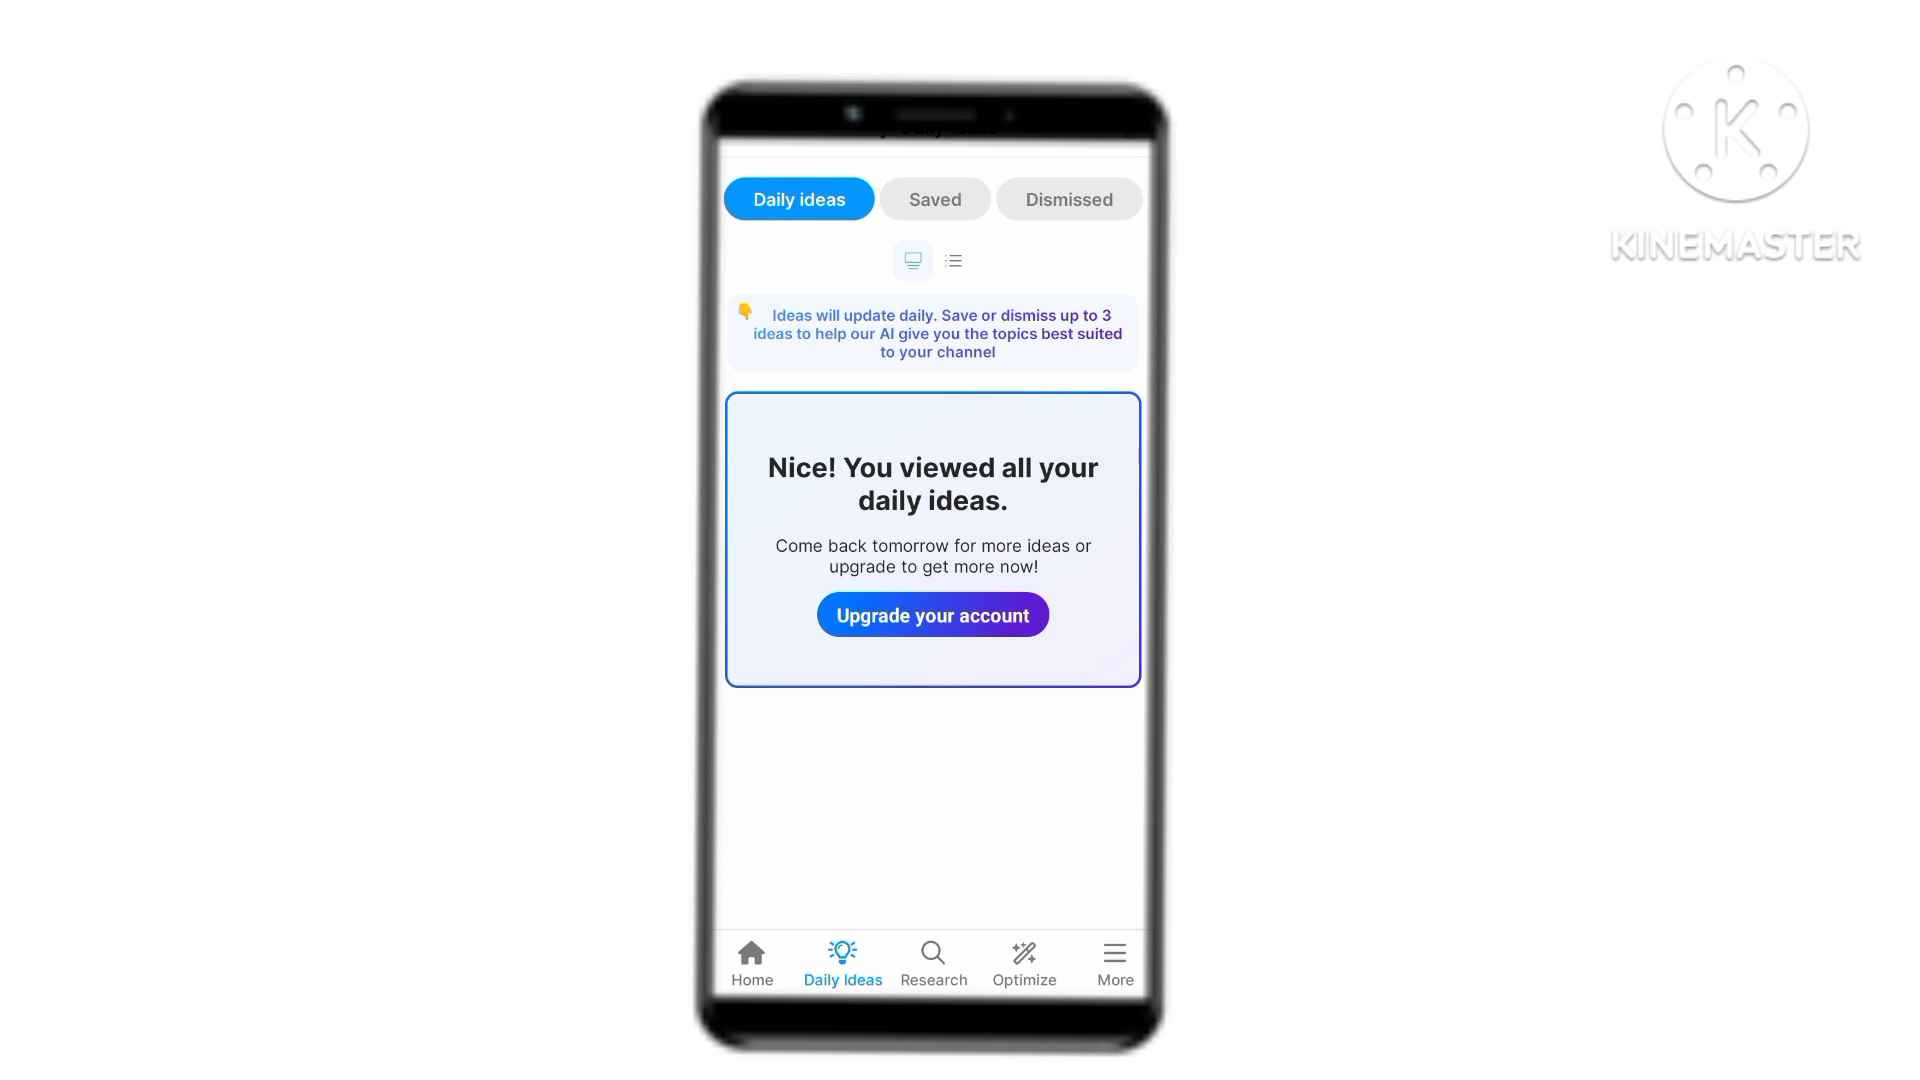 Daily ideas
Saved
Dismissed
Ideas will update daily. Save or dismiss up to 3
ideas to help our AI give you the topics best suited
to your channel
Nice! You viewed all your
daily ideas.
Come back tomorrow for more ideas or
upgrade to get more now!
Upgrade your account
Home
Daily Ideas
Research
Optimize
More
K
KINEMASTER